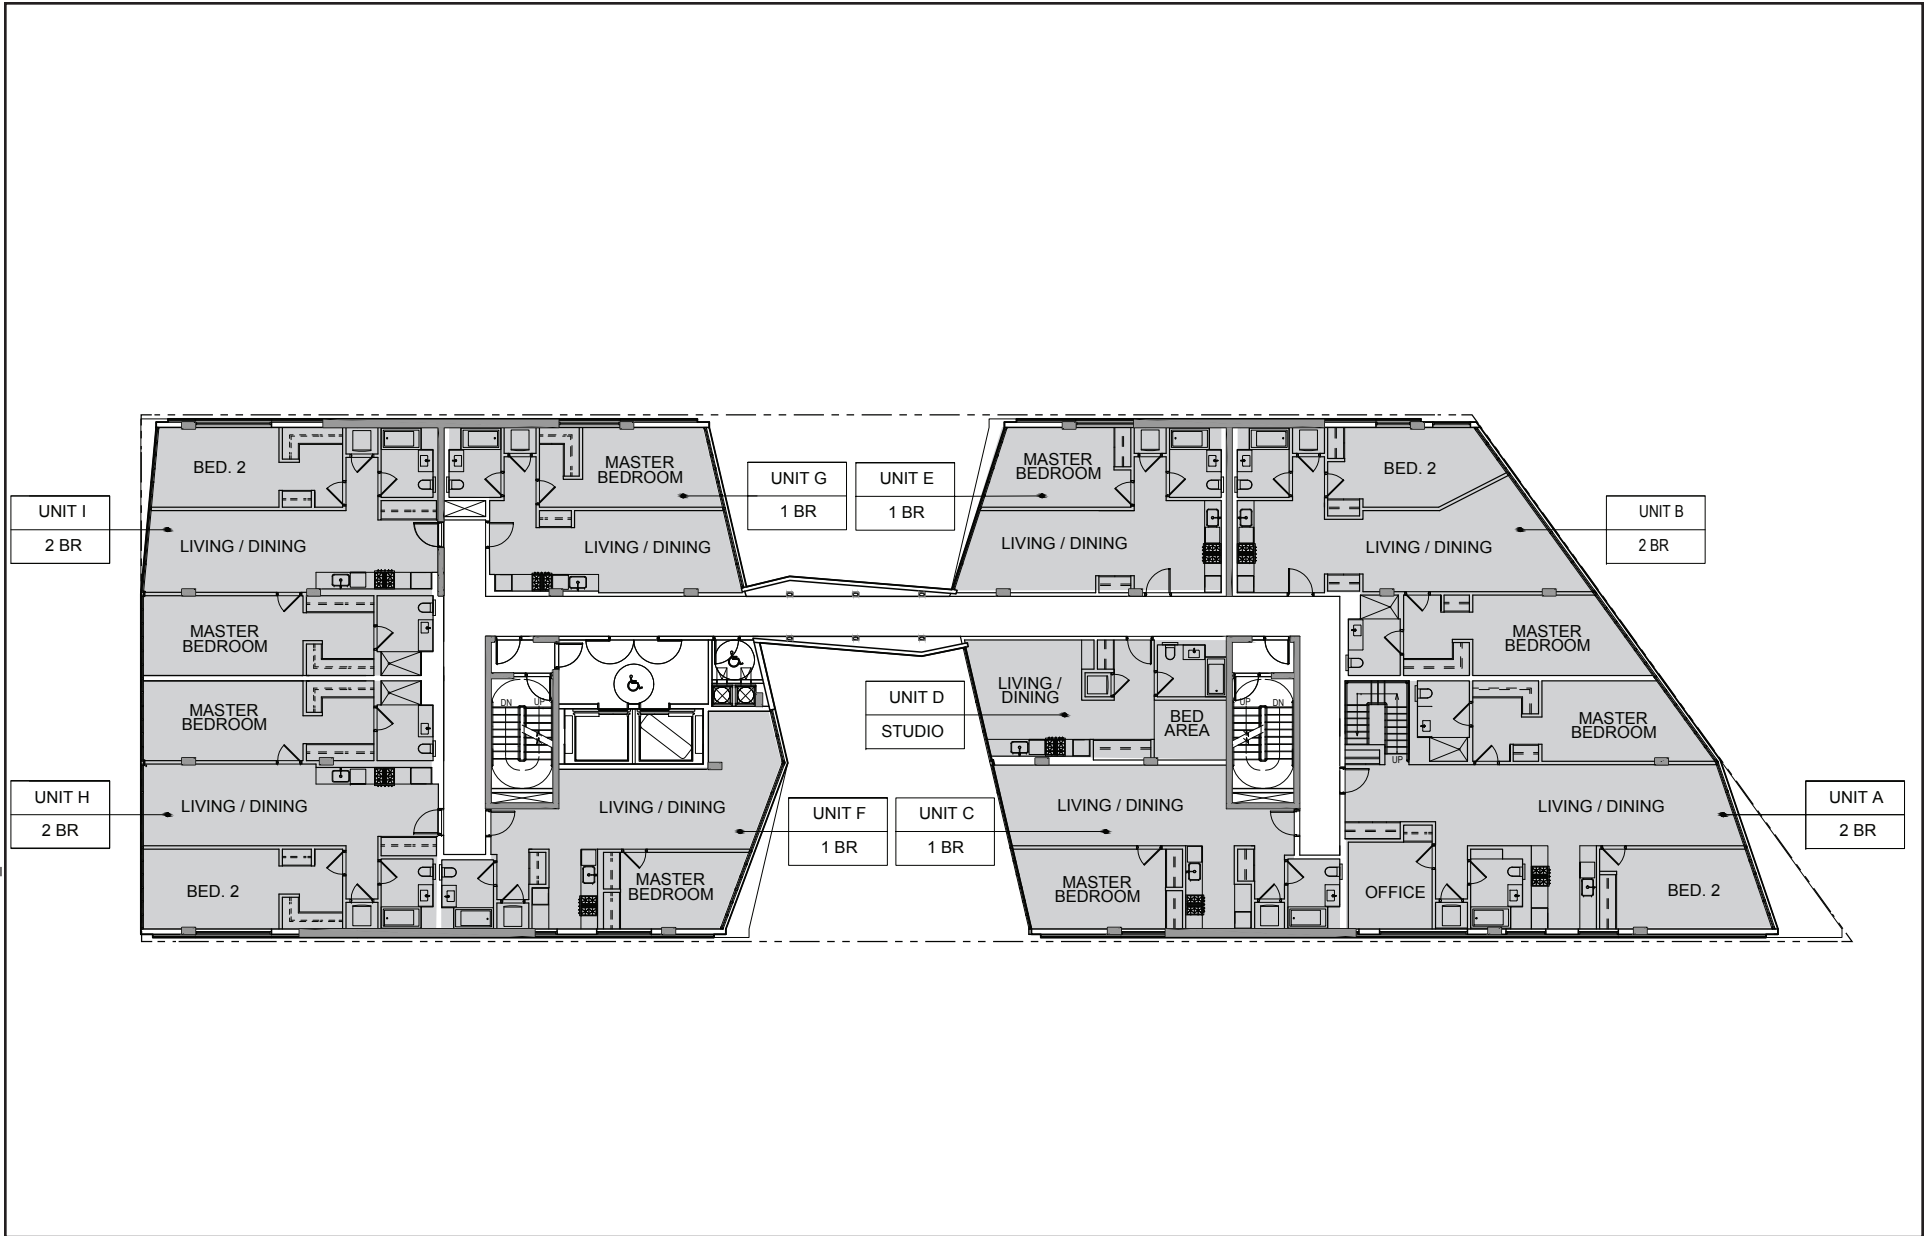 BED. 2
MASTER
BEDROOM
MASTER
BEDROOM
BED. 2
UNIT G
1 BR
UNIT E
1 BR
UNIT I
2 BR
UNIT B
2 BR
LIVING / DINING
LIVING / DINING
LIVING / DINING
LIVING / DINING
MASTER
BEDROOM
MASTER
BEDROOM
MASTER
BEDROOM
LIVING /
DINING
UNIT D
STUDIO
BED
AREA
MASTER
BEDROOM
DN
UP
UP
DN
UP
UNIT H
2 BR
LIVING / DINING
LIVING / DINING
UNIT F
1 BR
UNIT C
1 BR
LIVING / DINING
LIVING / DINING
UNIT A
2 BR
BED. 2
MASTER
BEDROOM
MASTER
BEDROOM
OFFICE
BED. 2